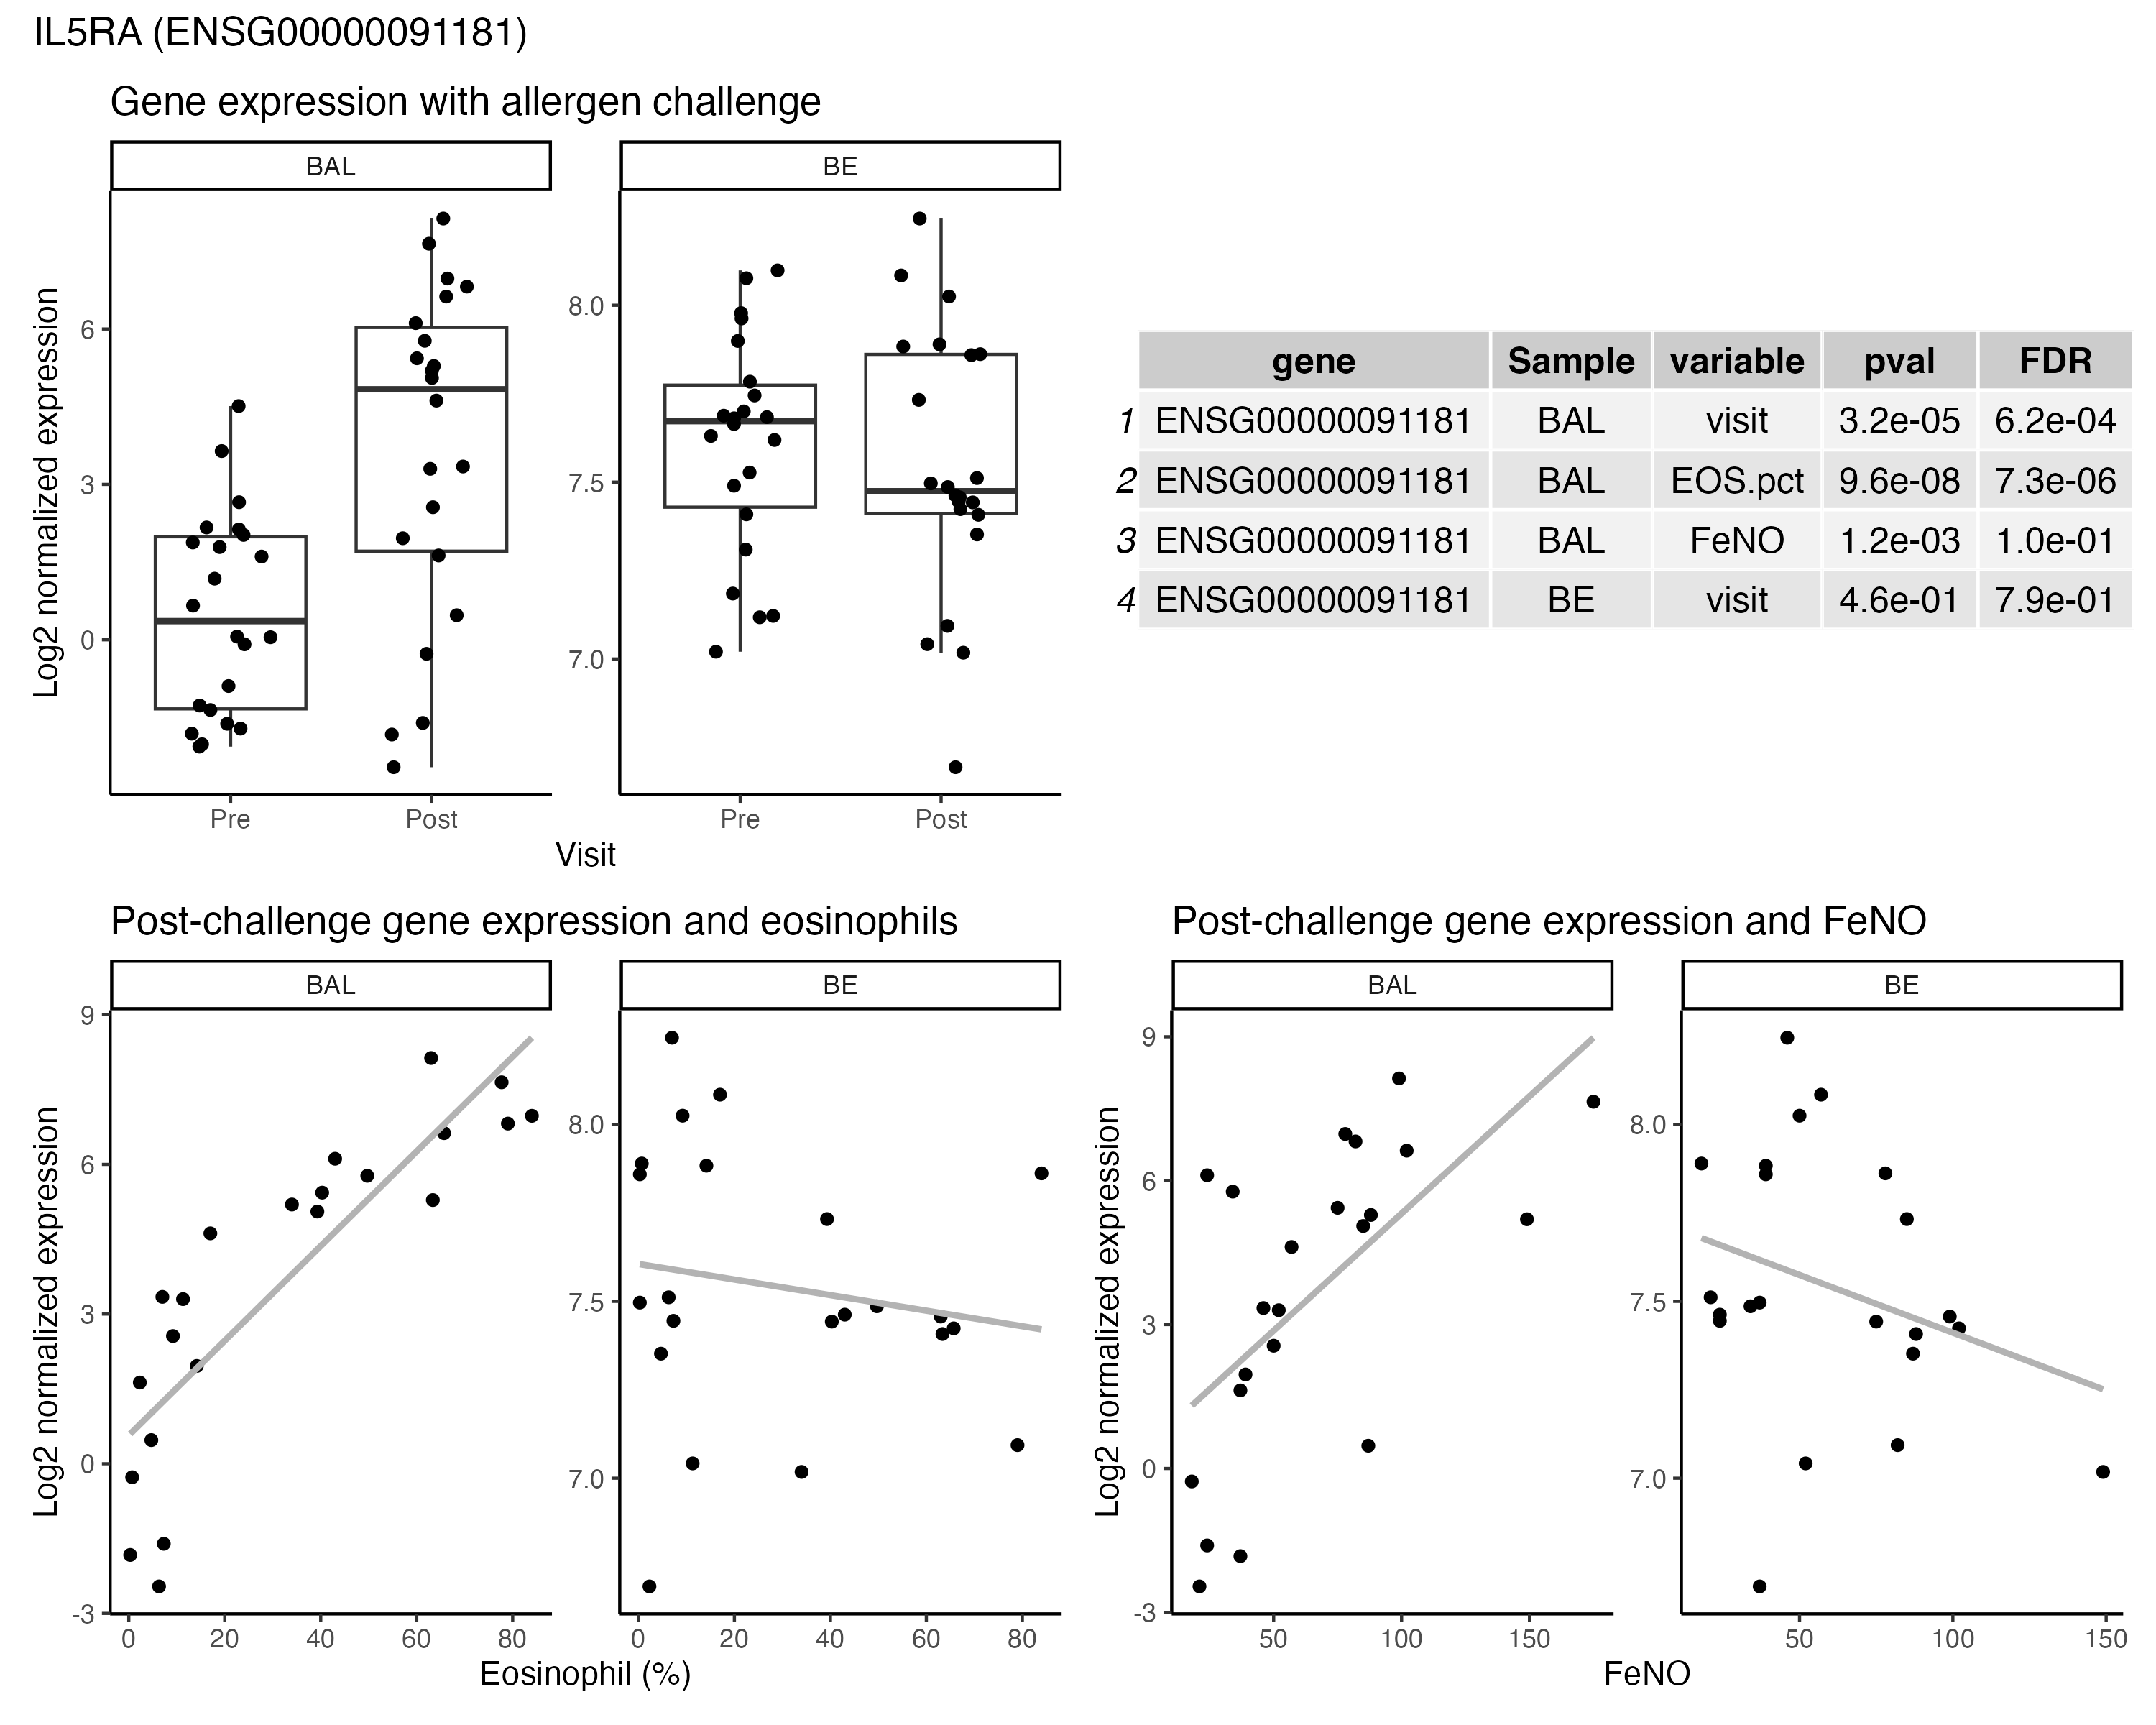 IL5RA (ENSG00000091181)
Gene expression with allergen challenge
BAL
BE
Log2 normalized expression
6
3
0
8.0
7.5
7.0
Pre
Post
Pre
Post
Visit
gene Sample variable pval FDR
1 ENSG00000091181 BAL visit 3.2e-05 6.2e-04
2 ENSG00000091181 BAL EOS.pct 9.6e-08 7.3e-06
3 ENSG00000091181 BAL FeNO 1.2e-03 1.0e-01
4 ENSG00000091181 BE visit 4.6e-01 7.9e-01
Post-challenge gene expression and eosinophils
BAL
BE
Log2 normalized expression
9
6
3
0
-3
8.0
7.5
7.0
0 20 40 60 80
0 20 40 60 80
Eosinophil (%)
Post-challenge gene expression and FeNO
BAL
BE
Log2 normalized expression
9
6
3
0
-3
8.0
7.5
7.0
50 100 150
50 100 150
FeNO